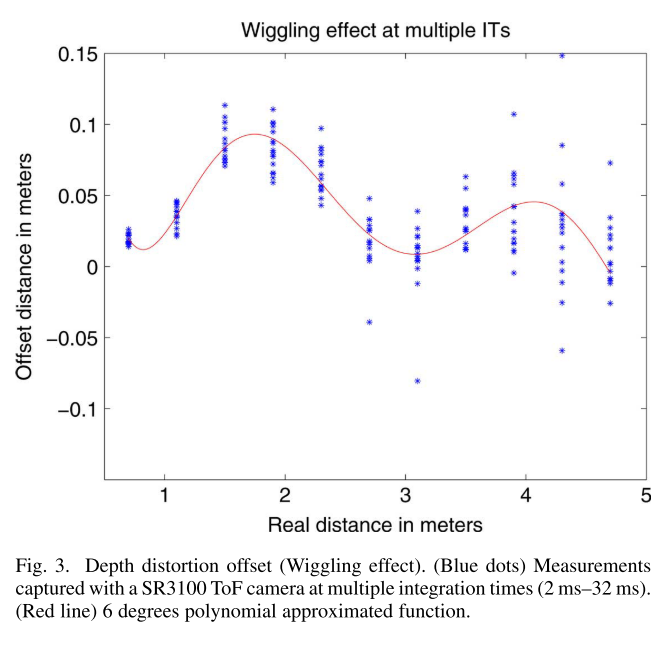 Wiggling effect at multiple ITs
0.15
0.1
0.05
0
−0.05
−0.1
Offset distance in meters
1 2 3 4 5
Real distance in meters
Fig. 3. Depth distortion offset (Wiggling effect). (Blue dots) Measurements
captured with a SR3100 ToF camera at multiple integration times (2 ms–32 ms).
(Red line) 6 degrees polynomial approximated function.